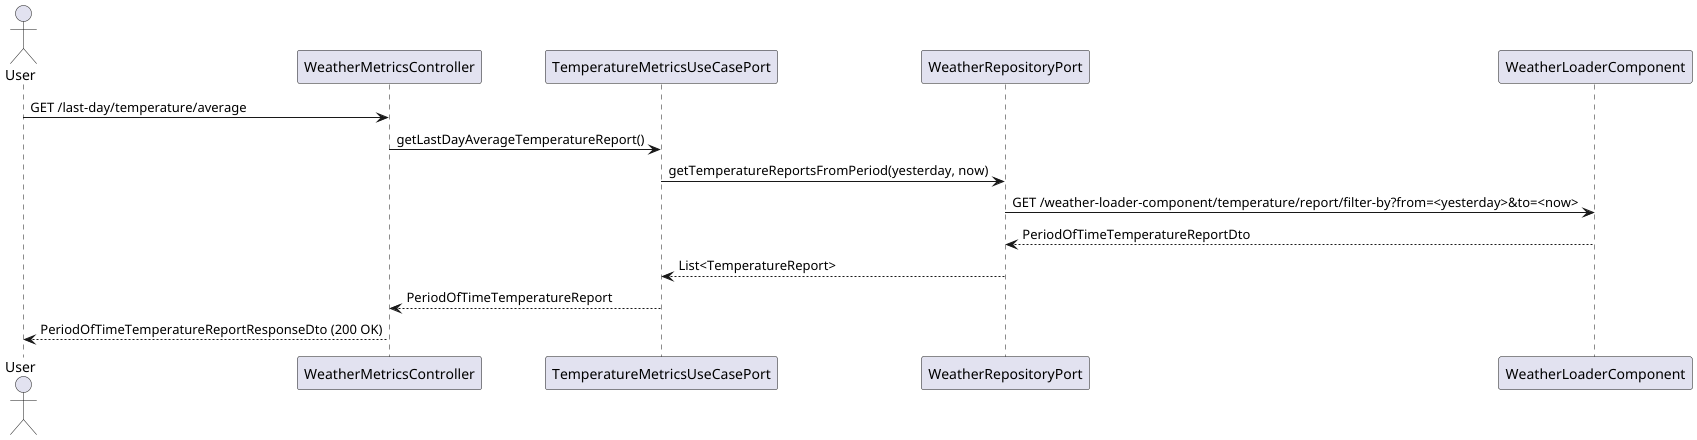 User
WeatherMetricsController
TemperatureMetricsUseCasePort
WeatherRepositoryPort
WeatherLoaderComponent
GET /last-day/temperature/average
getLastDayAverageTemperatureReport()
getTemperatureReportsFromPeriod(yesterday, now)
GET /weather-loader-component/temperature/report/filter-by?from=<yesterday>&to=<now>
PeriodOfTimeTemperatureReportDto
List<TemperatureReport>
PeriodOfTimeTemperatureReport
PeriodOfTimeTemperatureReportResponseDto (200 OK)
User
WeatherMetricsController
TemperatureMetricsUseCasePort
WeatherRepositoryPort
WeatherLoaderComponent